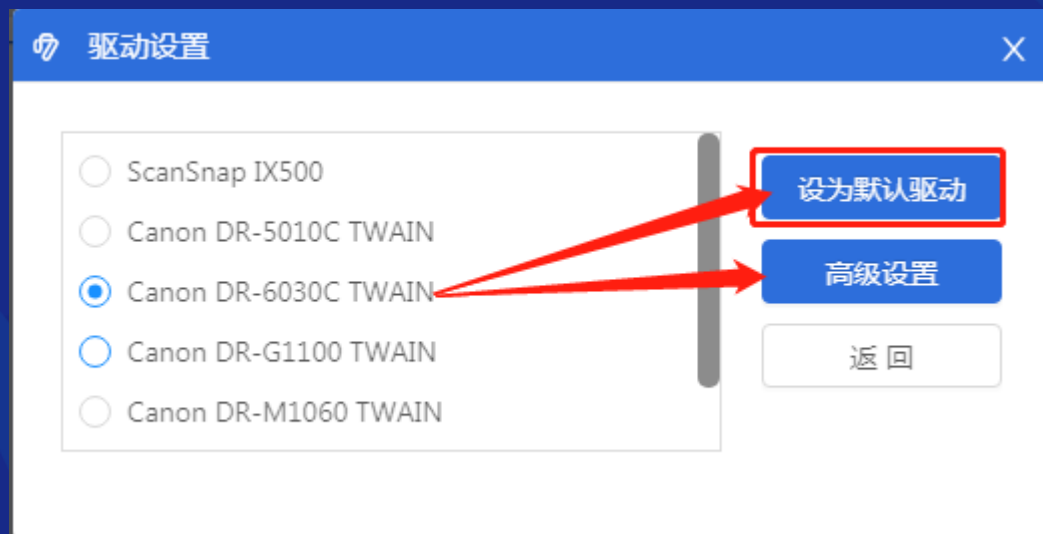 驱动设置
X
ScanSnap IX500
Canon DR-5010C TWAIN
Canon DR-6030C TWAIN
Canon DR-G1100 TWAIN
Canon DR-M1060 TWAIN
设为默认驱动
高级设置
返 回